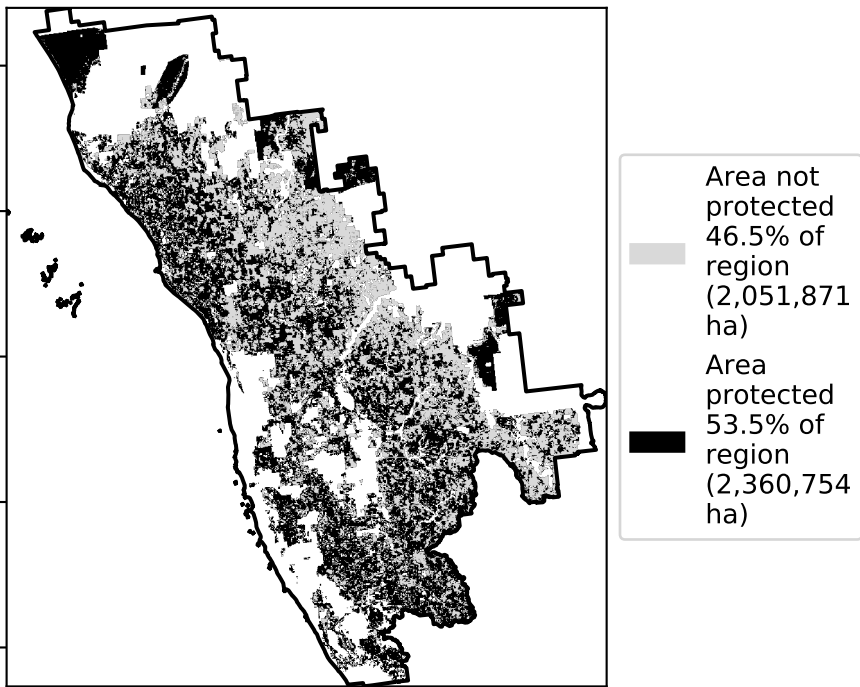 Area not
protected
46.5% of
region
(2,051,871
ha)
Area
protected
53.5% of
region
(2,360,754
ha)